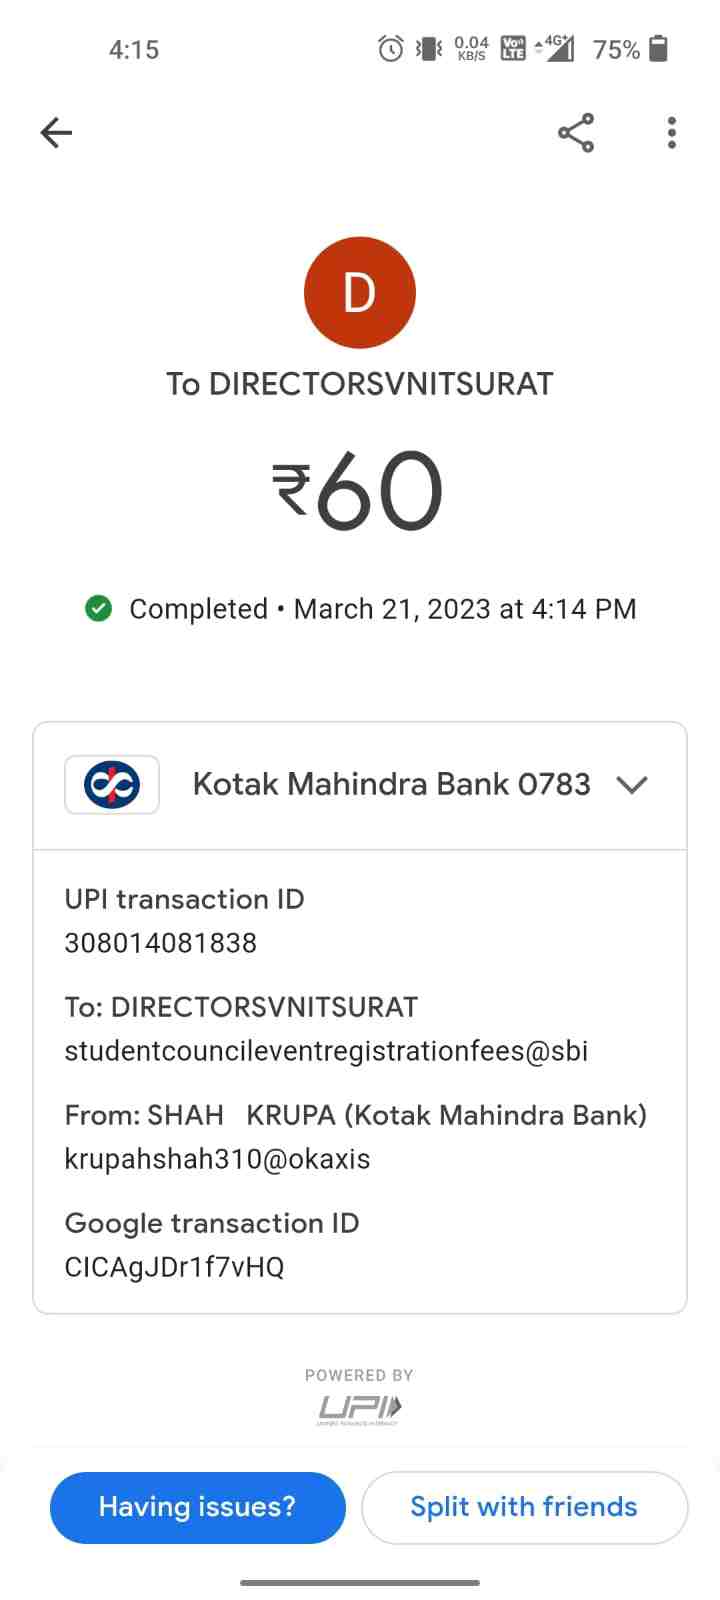 4:15
0.04 KB/S
Vo LTE
4G+
75%
D
To DIRECTORSVNITSURAT
₹60
Completed • March 21, 2023 at 4:14 PM
Kotak Mahindra Bank 0783
UPI transaction ID
308014081838
To: DIRECTORSVNITSURAT
studentcouncileventregistrationfees@sbi
From: SHAH KRUPA (Kotak Mahindra Bank)
krupahshah310@okaxis
Google transaction ID
CICAgJDr1f7vHQ
POWERED BY
UPI
UNIFIED PAYMENTS INTERFACE
Having issues?
Split with friends